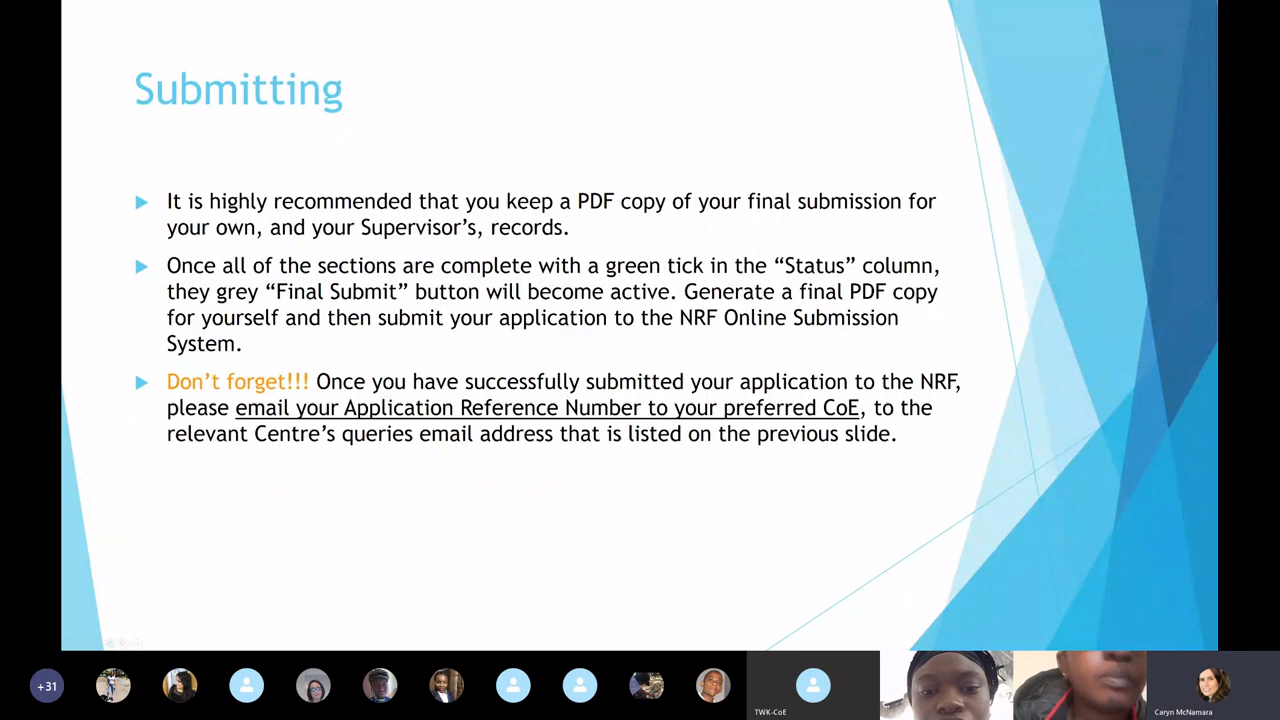 Submitting
It is highly recommended that you keep a PDF copy of your final submission for
your own, and your Supervisor’s, records.
Once all of the sections are complete with a green tick in the “Status” column,
they grey “Final Submit” button will become active. Generate a final PDF copy
for yourself and then submit your application to the NRF Online Submission
System.
Don’t forget!!! Once you have successfully submitted your application to the NRF,
please email your Application Reference Number to your preferred CoE, to the
relevant Centre’s queries email address that is listed on the previous slide.
+31
TWK-CoE
Caryn McNamara